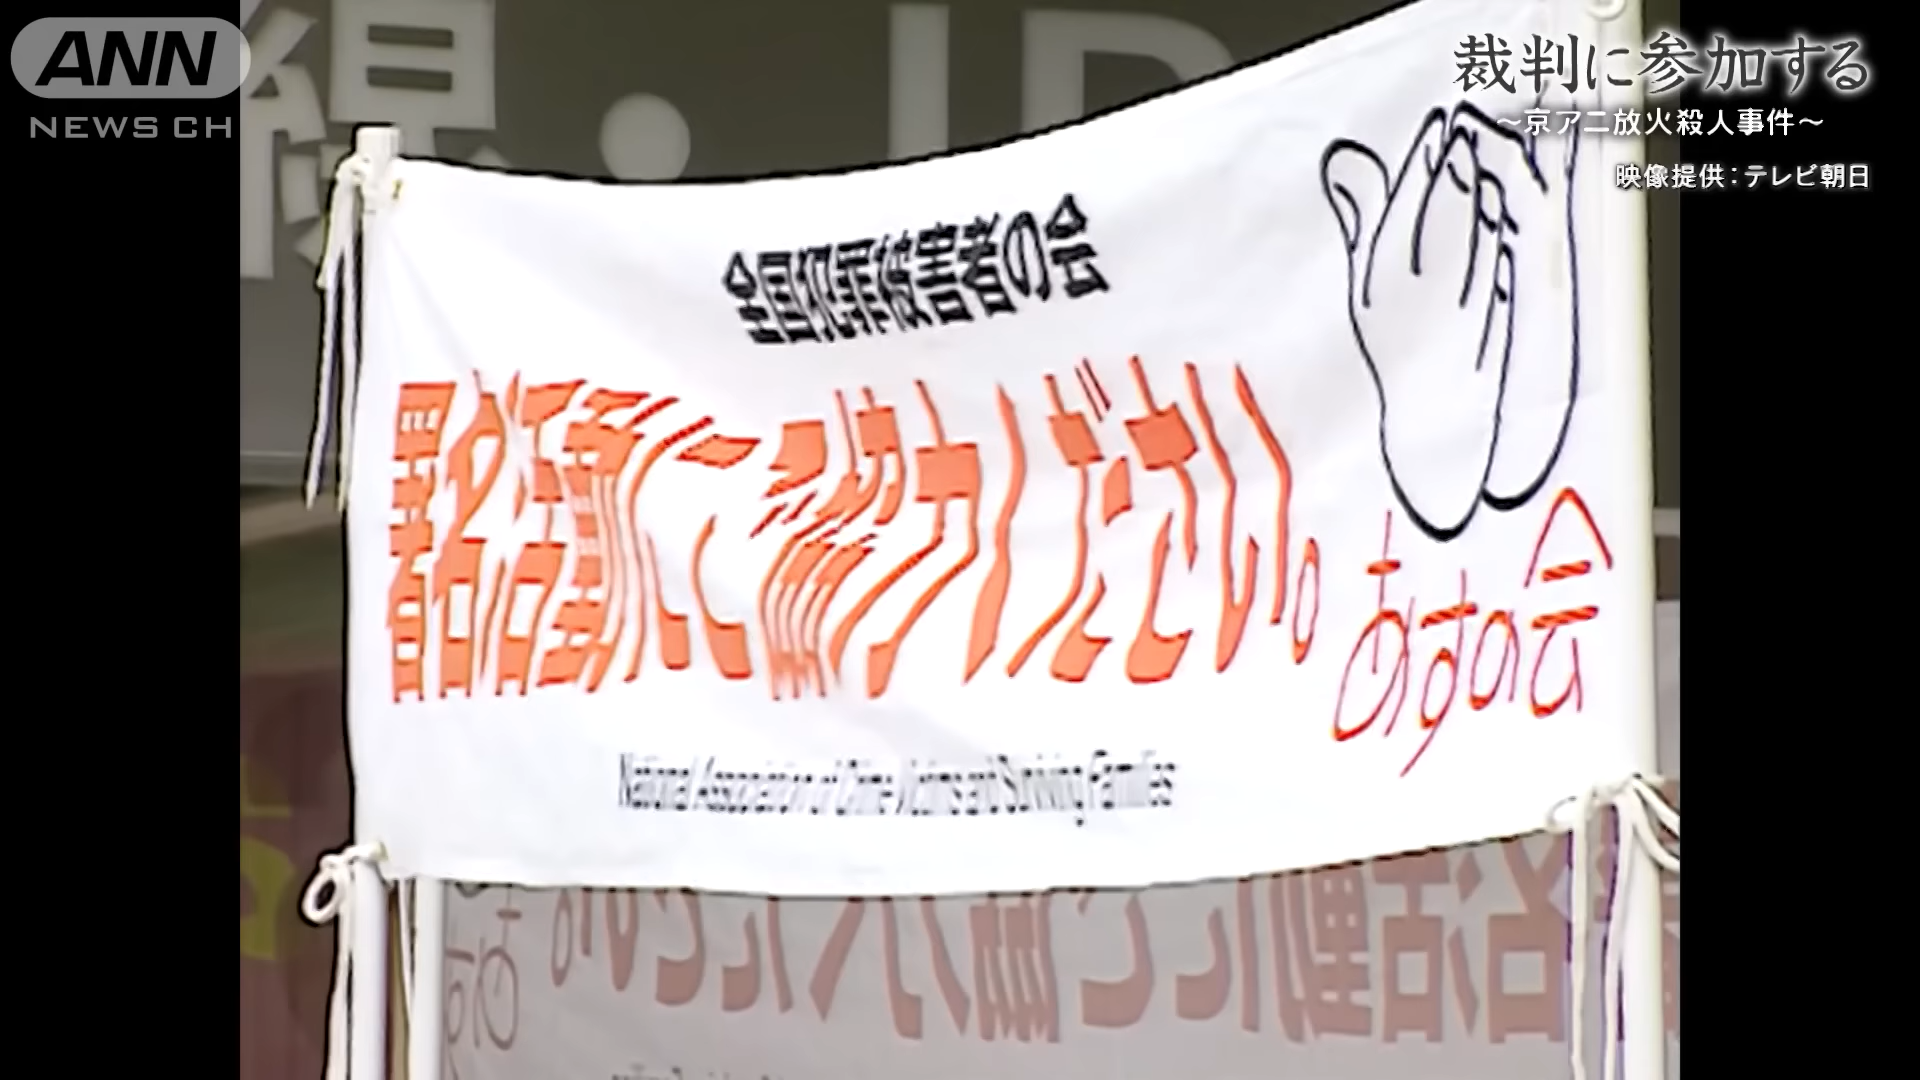 ANN
NEWS CH
裁判に参加する
～京アニ放火殺人事件～
映像提供：テレビ朝日
線・JR
全国犯罪被害者の会
署名活動にご協力ください。
あすの会
National Association of Crime Victims and Surviving Families